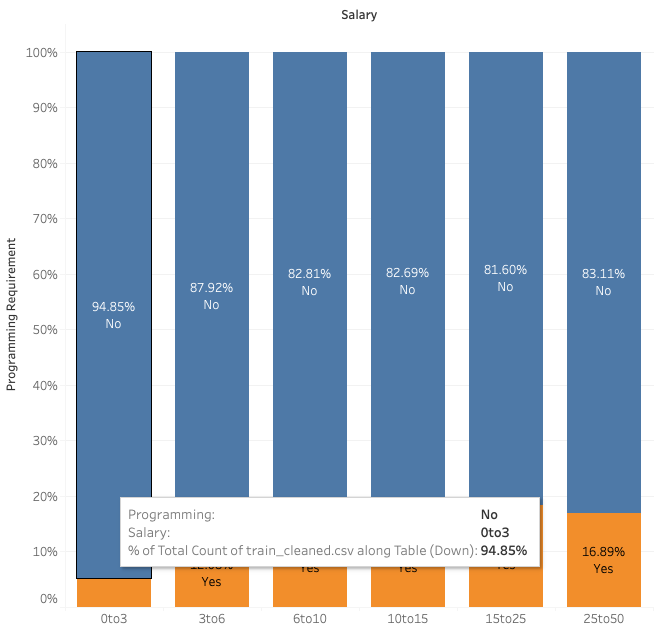 Salary
100%
90%
80%
70%
60%
50%
40%
30%
20%
10%
0%
Programming Requirement
94.85%
No
87.92%
No
82.81%
No
82.69%
No
81.60%
No
83.11%
No
Programming: No
Salary: 0to3
% of Total Count of train_cleaned.csv along Table (Down): 94.85%
Yes
Yes
Yes
Yes
16.89%
Yes
0to3
3to6
6to10
10to15
15to25
25to50